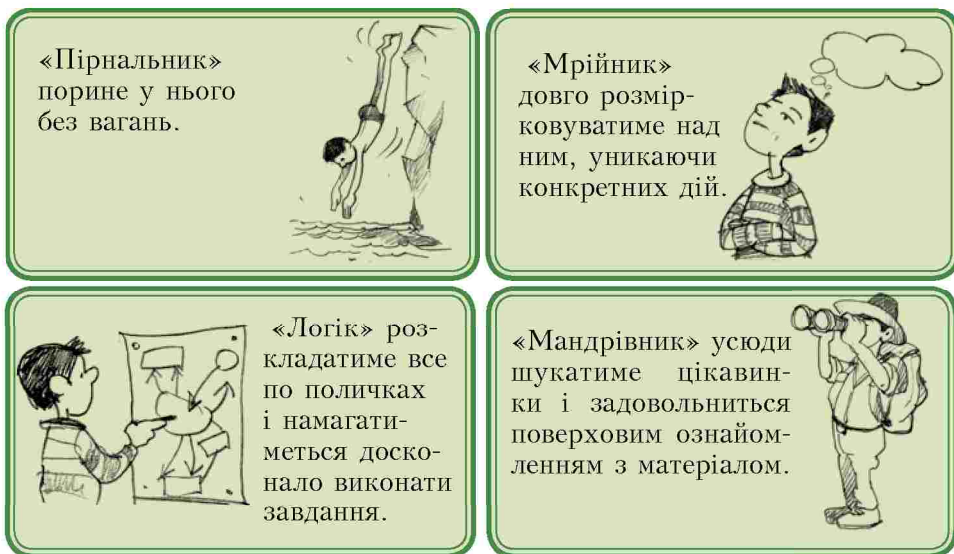 «Пірнальник»
порине у нього
без вагань.
«Мрійник»
довго розмір-
ковуватиме над
ним, уникаючи
конкретних дій.
«Логік» роз-
кладатиме все
по поличках
і намагати-
меться доско-
нало виконати
завдання.
«Мандрівник» усюди
шукатиме цікавин-
ки і задовольниться
поверховим ознайом-
ленням з матеріалом.